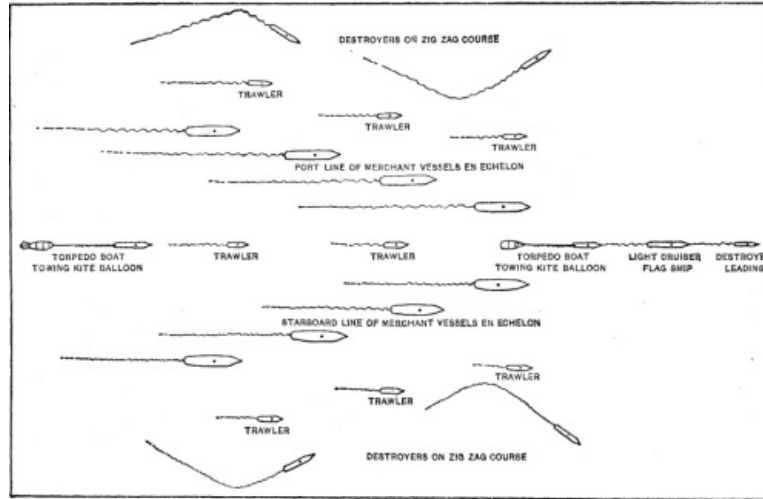 DESTROYERS ON ZIG ZAG COURSE
TRAWLER
TRAWLER
TRAWLER
PORT LINE OF MERCHANT VESSELS EN ECHELON
TORPEDO BOAT
TOWING KITE BALLOON
TRAWLER
TRAWLER
TORPEDO BOAT
TOWING KITE BALLOON
LIGHT CRUISER
FLAG SHIP
DESTROYE
LEADING
STARBOARD LINE OF MERCHANT VESSELS EN ECHELON
TRAWLER
TRAWLER
TRAWLER
DESTROYERS ON ZIG ZAG COURSE